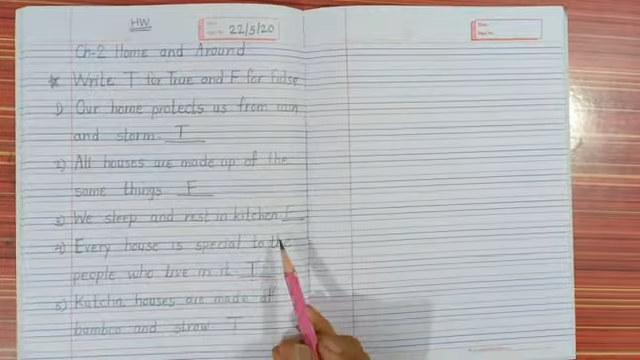 HW
22/5/20
Ch-2 Home and Around
* Write T for True and F for false
1) Our home protects us from rain
and storm. T
2) All houses are made up of the
same things. F
3) We sleep and rest in kitchen F
4) Every house is special to the
people who live in it. T
5) Kutcha houses are made of
bamboo and straw. T